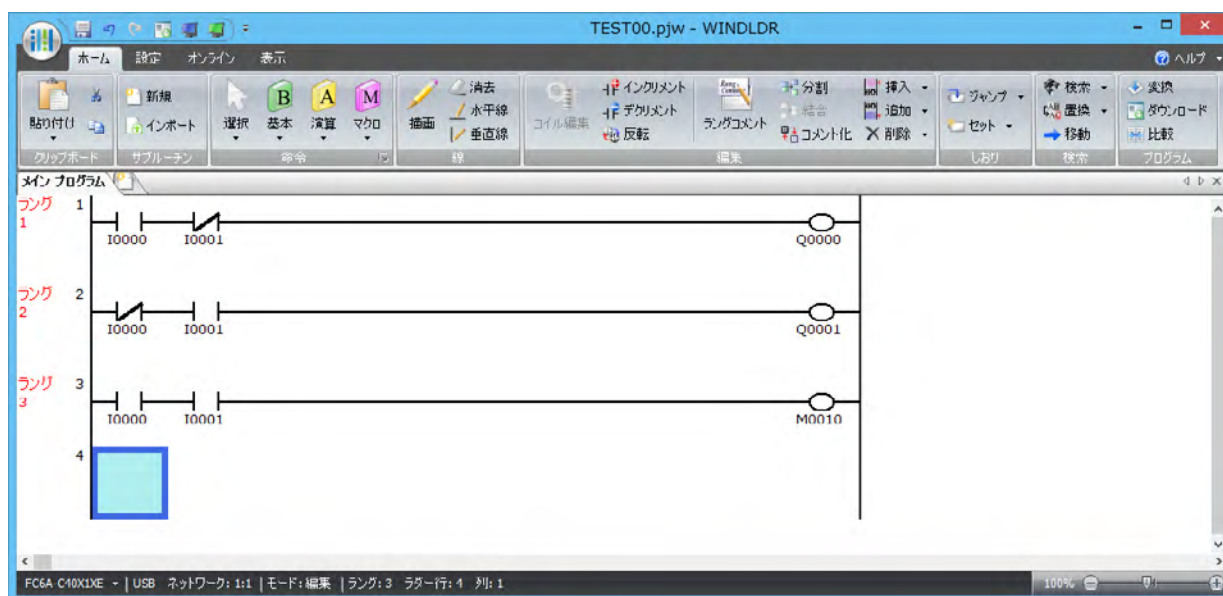 TEST00.pjw - WINDLDR
ホーム 設定 オンライン 表示 ヘルプ
貼り付け 新規 インポート 選択 B 基本 A 演算 M マクロ 描画 消去 水平線 垂直線 コイル編集 インクリメント デクリメント 反転 ラングコメント 分割 結合 コメント化 挿入 追加 削除 ジャンプ セット 検索 置換 移動 変換 ダウンロード 比較
クリップボード サブルーチン 命令 線 編集 しおり 検索 プログラム
メイン プログラム
ラング 1
1
I0000 I0001 Q0000
ラング 2
2
I0000 I0001 Q0001
ラング 3
3
I0000 I0001 M0010
4
FC6A-C40X1XE | USB ネットワーク: 1:1 | モード: 編集 | ラング: 3 ラダー行: 4 列: 1 100%